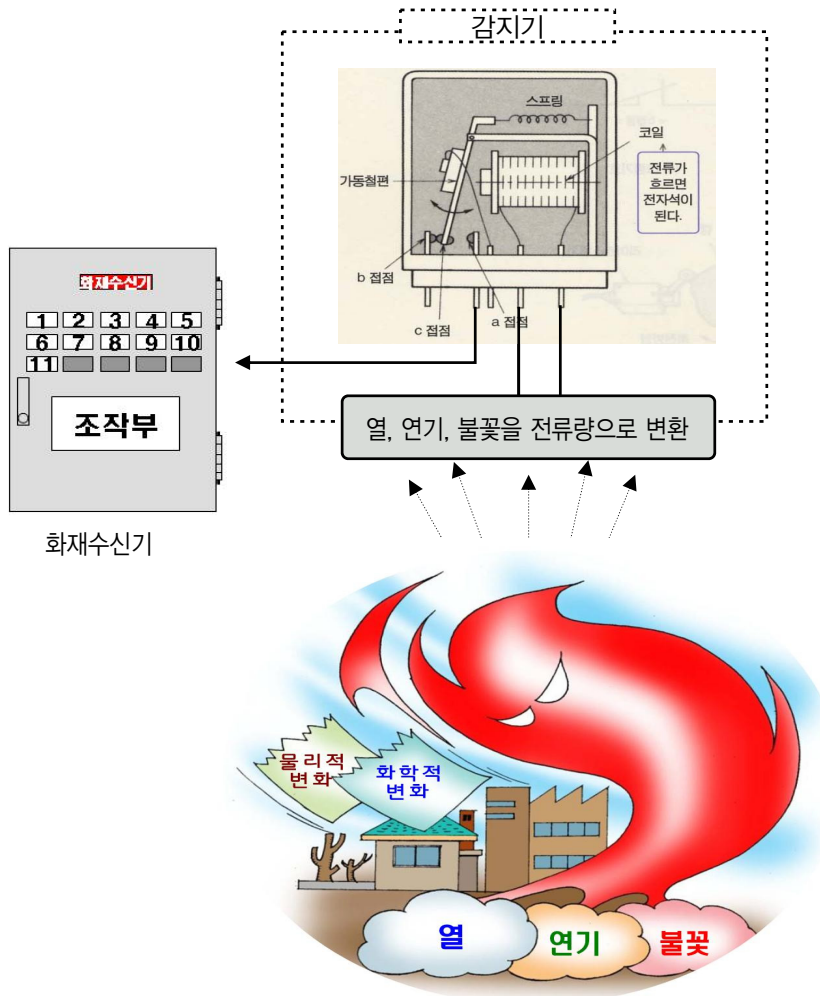 감지기
스프링
코일
전류가
흐르면
전자석이
된다.
가동철편
b 접점
c 접점
a 접점
화재수신기
1 2 3 4 5
6 7 8 9 10
11
조작부
화재수신기
열, 연기, 불꽃을 전류량으로 변환
물리적
변화
화학적
변화
열
연기
불꽃